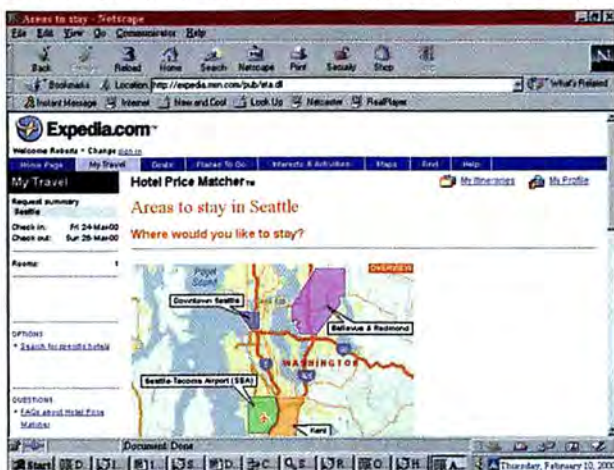 Areas to stay - Netscape
File Edit View Go Communicator Help
Back Reload Home Search Netscape Print Security Shop
Bookmarks Location: http://expedia.msn.com/pub/eta.dll What's Related
Instant Message Internet New and Cool Look Up Netcaster RealPlayer
Expedia.com
Welcome Roberta • Change sign in
Home Page My Travel Deals Places To Go Interests & Activities Maps Find Help
My Travel
Hotel Price Matcher™ My Itineraries My Profile
Request summary
Seattle
Areas to stay in Seattle
Check in: Fri 24-Mar-00
Check out: Sun 26-Mar-00
Where would you like to stay?
Rooms: 1
OVERVIEW
Puget Sound
Downtown Seattle
Bellevue & Redmond
WASHINGTON
OPTIONS
• Search for specific hotels
Seattle-Tacoma Airport (SEA)
QUESTIONS
• FAQs about Hotel Price Matcher
Kent
Document: Done
Start Thursday, February 10, 20